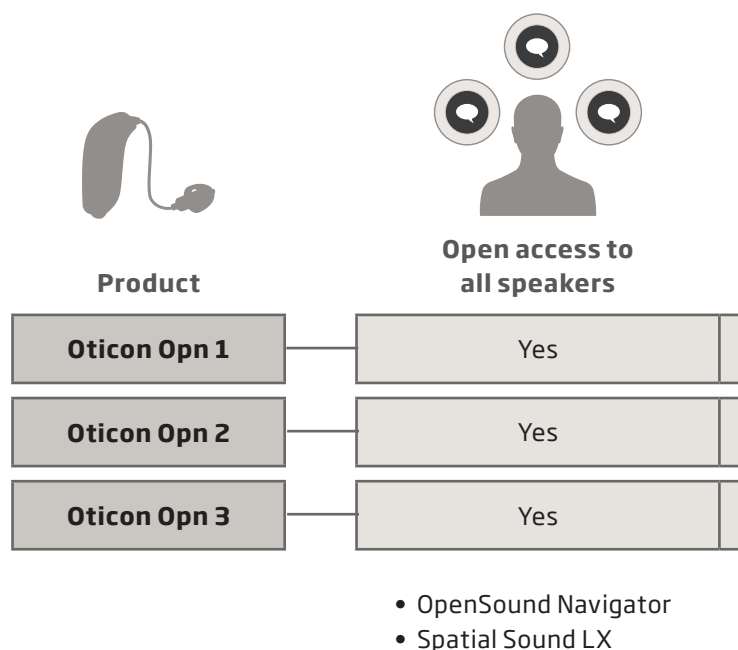 Product
Open access to
all speakers
Oticon Opn 1
Yes
Oticon Opn 2
Yes
Oticon Opn 3
Yes
• OpenSound Navigator
• Spatial Sound LX